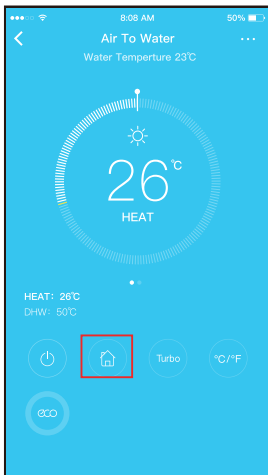 8:08 AM
50%
Air To Water
...
Water Temperture 23℃
26℃
HEAT
HEAT: 26℃
DHW: 50℃
Turbo
℃/℉
eco